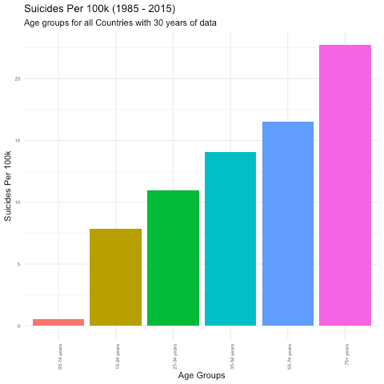 Suicides Per 100k (1985 - 2015)
Age groups for all Countries with 30 years of data
Suicides Per 100k
20
15
10
5
0
05-14 years
15-24 years
25-34 years
35-54 years
55-74 years
75+ years
Age Groups